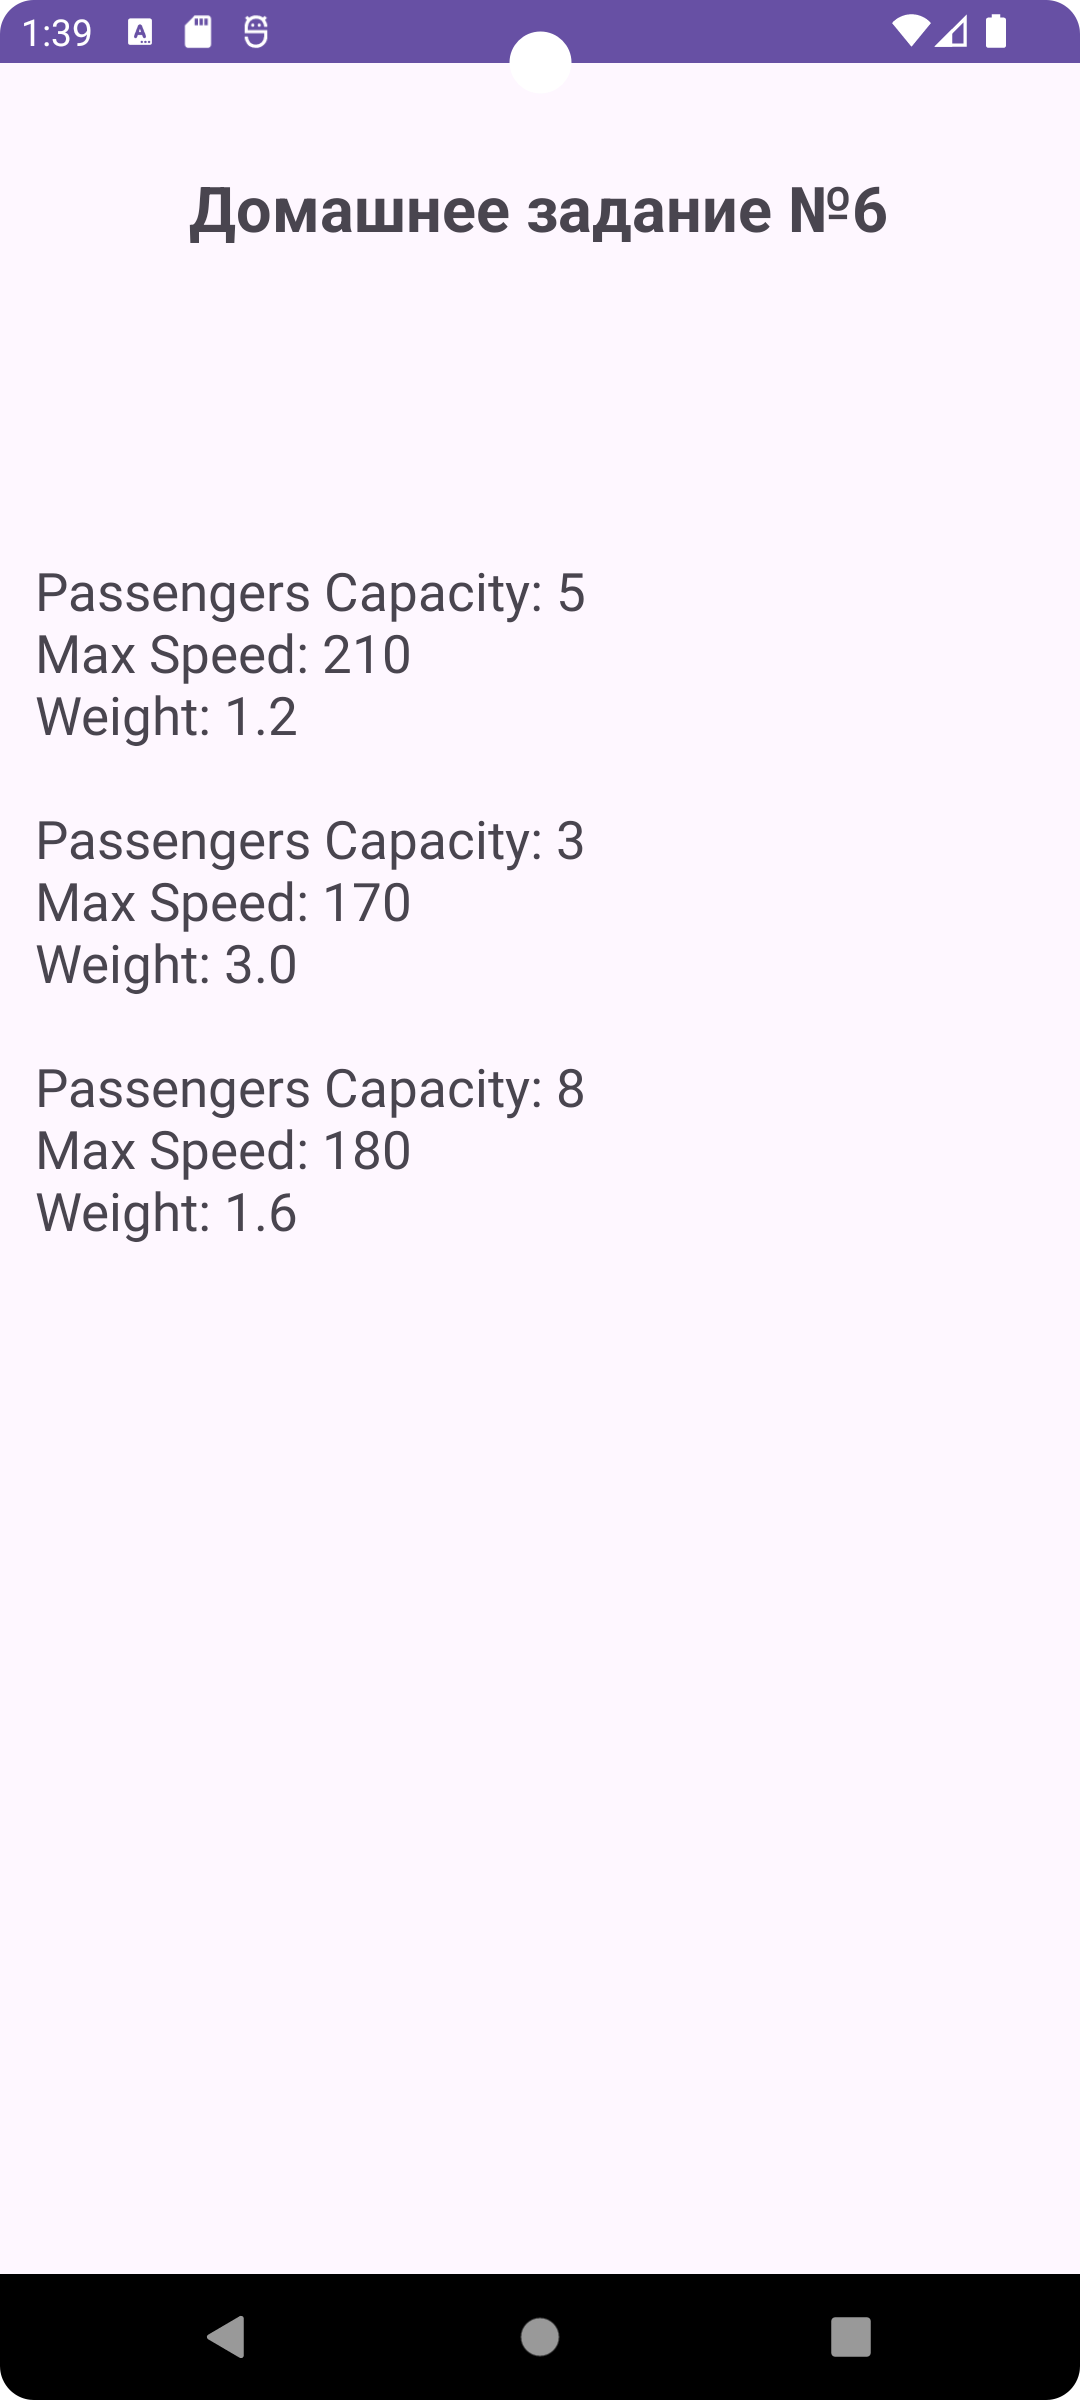 1:39
Домашнее задание №6
Passengers Capacity: 5
Max Speed: 210
Weight: 1.2
Passengers Capacity: 3
Max Speed: 170
Weight: 3.0
Passengers Capacity: 8
Max Speed: 180
Weight: 1.6